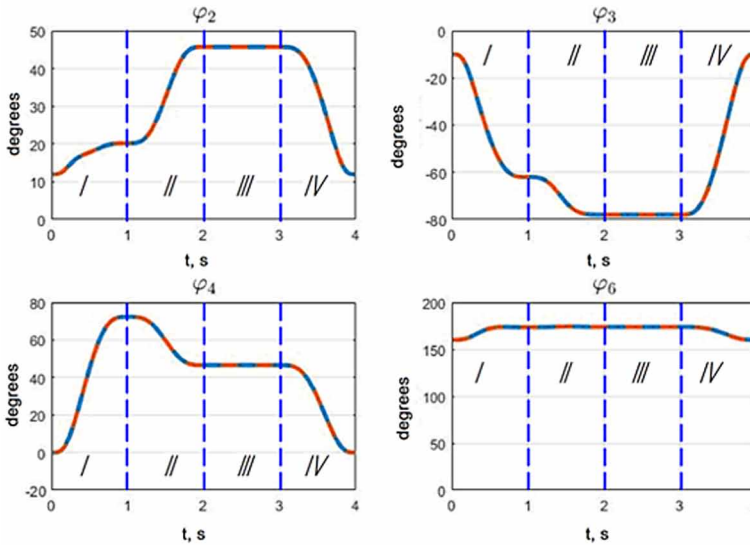 φ₂
50
40
30
20
10
0
degrees
I II III IV
0 1 2 3 4
t, s
φ₃
0
-20
-40
-60
-80
degrees
I II III IV
0 1 2 3
t, s
φ₄
80
60
40
20
0
-20
degrees
I II III IV
0 1 2 3 4
t, s
φ₆
200
150
100
50
0
degrees
I II III IV
0 1 2 3
t, s